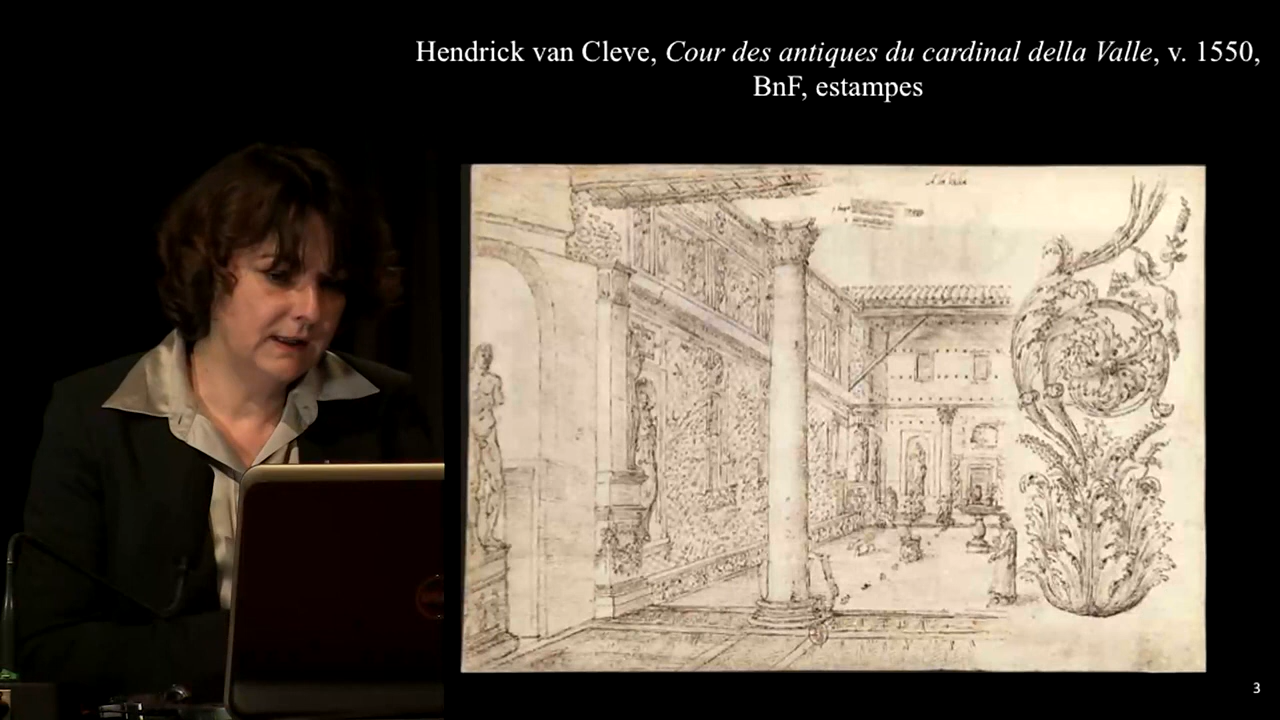 Hendrick van Cleve, Cour des antiques du cardinal della Valle, v. 1550,
BnF, estampes
3